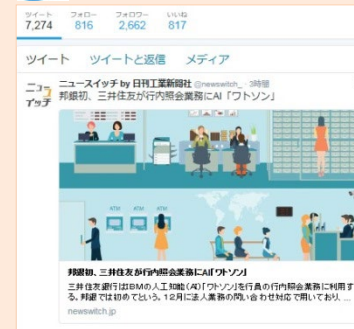 ツイート フォロー フォロワー いいね
7,274 816 2,662 817
ツイート ツイートと返信 メディア
ニュースイッチ by 日刊工業新聞社 @newswitch_ · 3時間
邦銀初、三井住友が行内照会業務にAI「ワトソン」
ニュー
スイッチ
ATM ATM ATM
邦銀初、三井住友が行内照会業務にAI「ワトソン」
三井住友銀行はIBMの人工知能(AI)「ワトソン」を行員の行内照会業務に利用す
る。邦銀では初めてという。12月に法人業務の問い合わせ対応で用いており、...
newswitch.jp